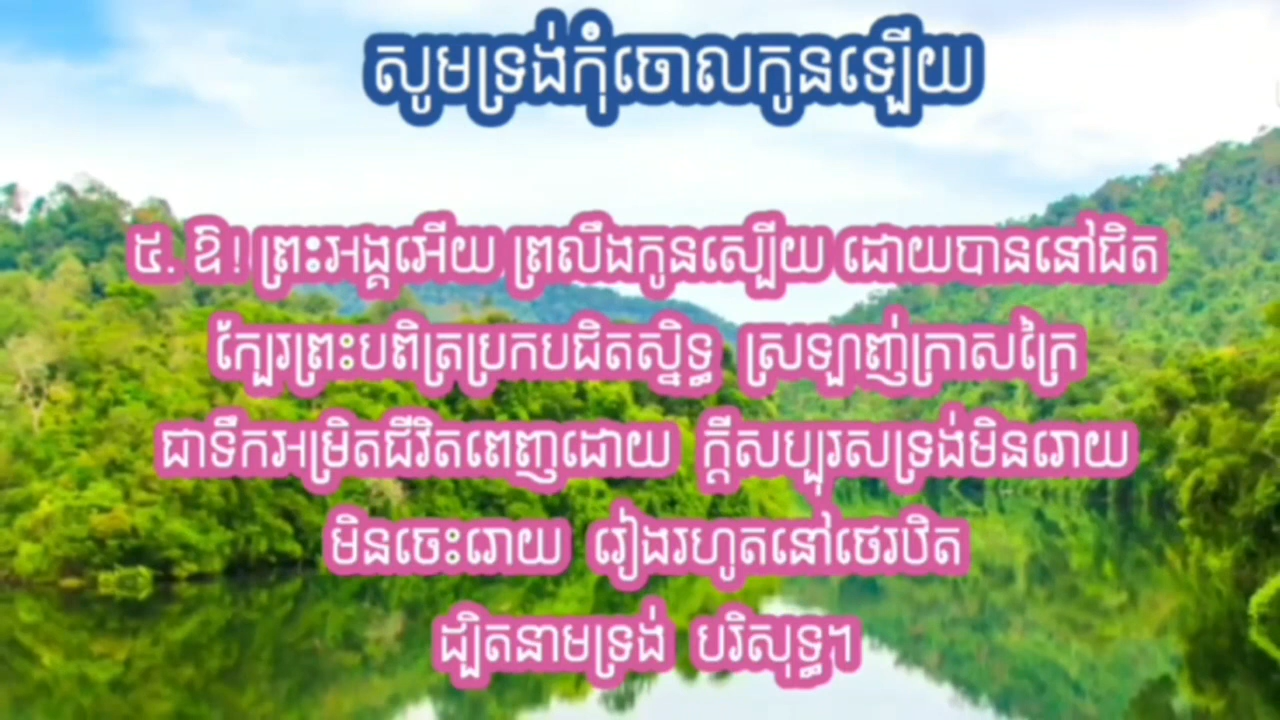 សូមទ្រង់កុំចោលកូនឡើយ
៥. ឱ ! ព្រះអង្គអើយ ព្រលឹងកូនស្បើយ ដោយបាននៅជិត
ក្បែរព្រះបពិត្រប្រកបជិតស្និទ្ធ ស្រឡាញ់ក្រាសក្រៃ
ជាទឹកអម្រិតជីវិតពេញដោយ ក្ដីសប្បុរសទ្រង់មិនរោយ
មិនចេះរោយ រៀងរហូតនៅថេរឋិត
ដ្បិតនាមទ្រង់ បរិសុទ្ធ។